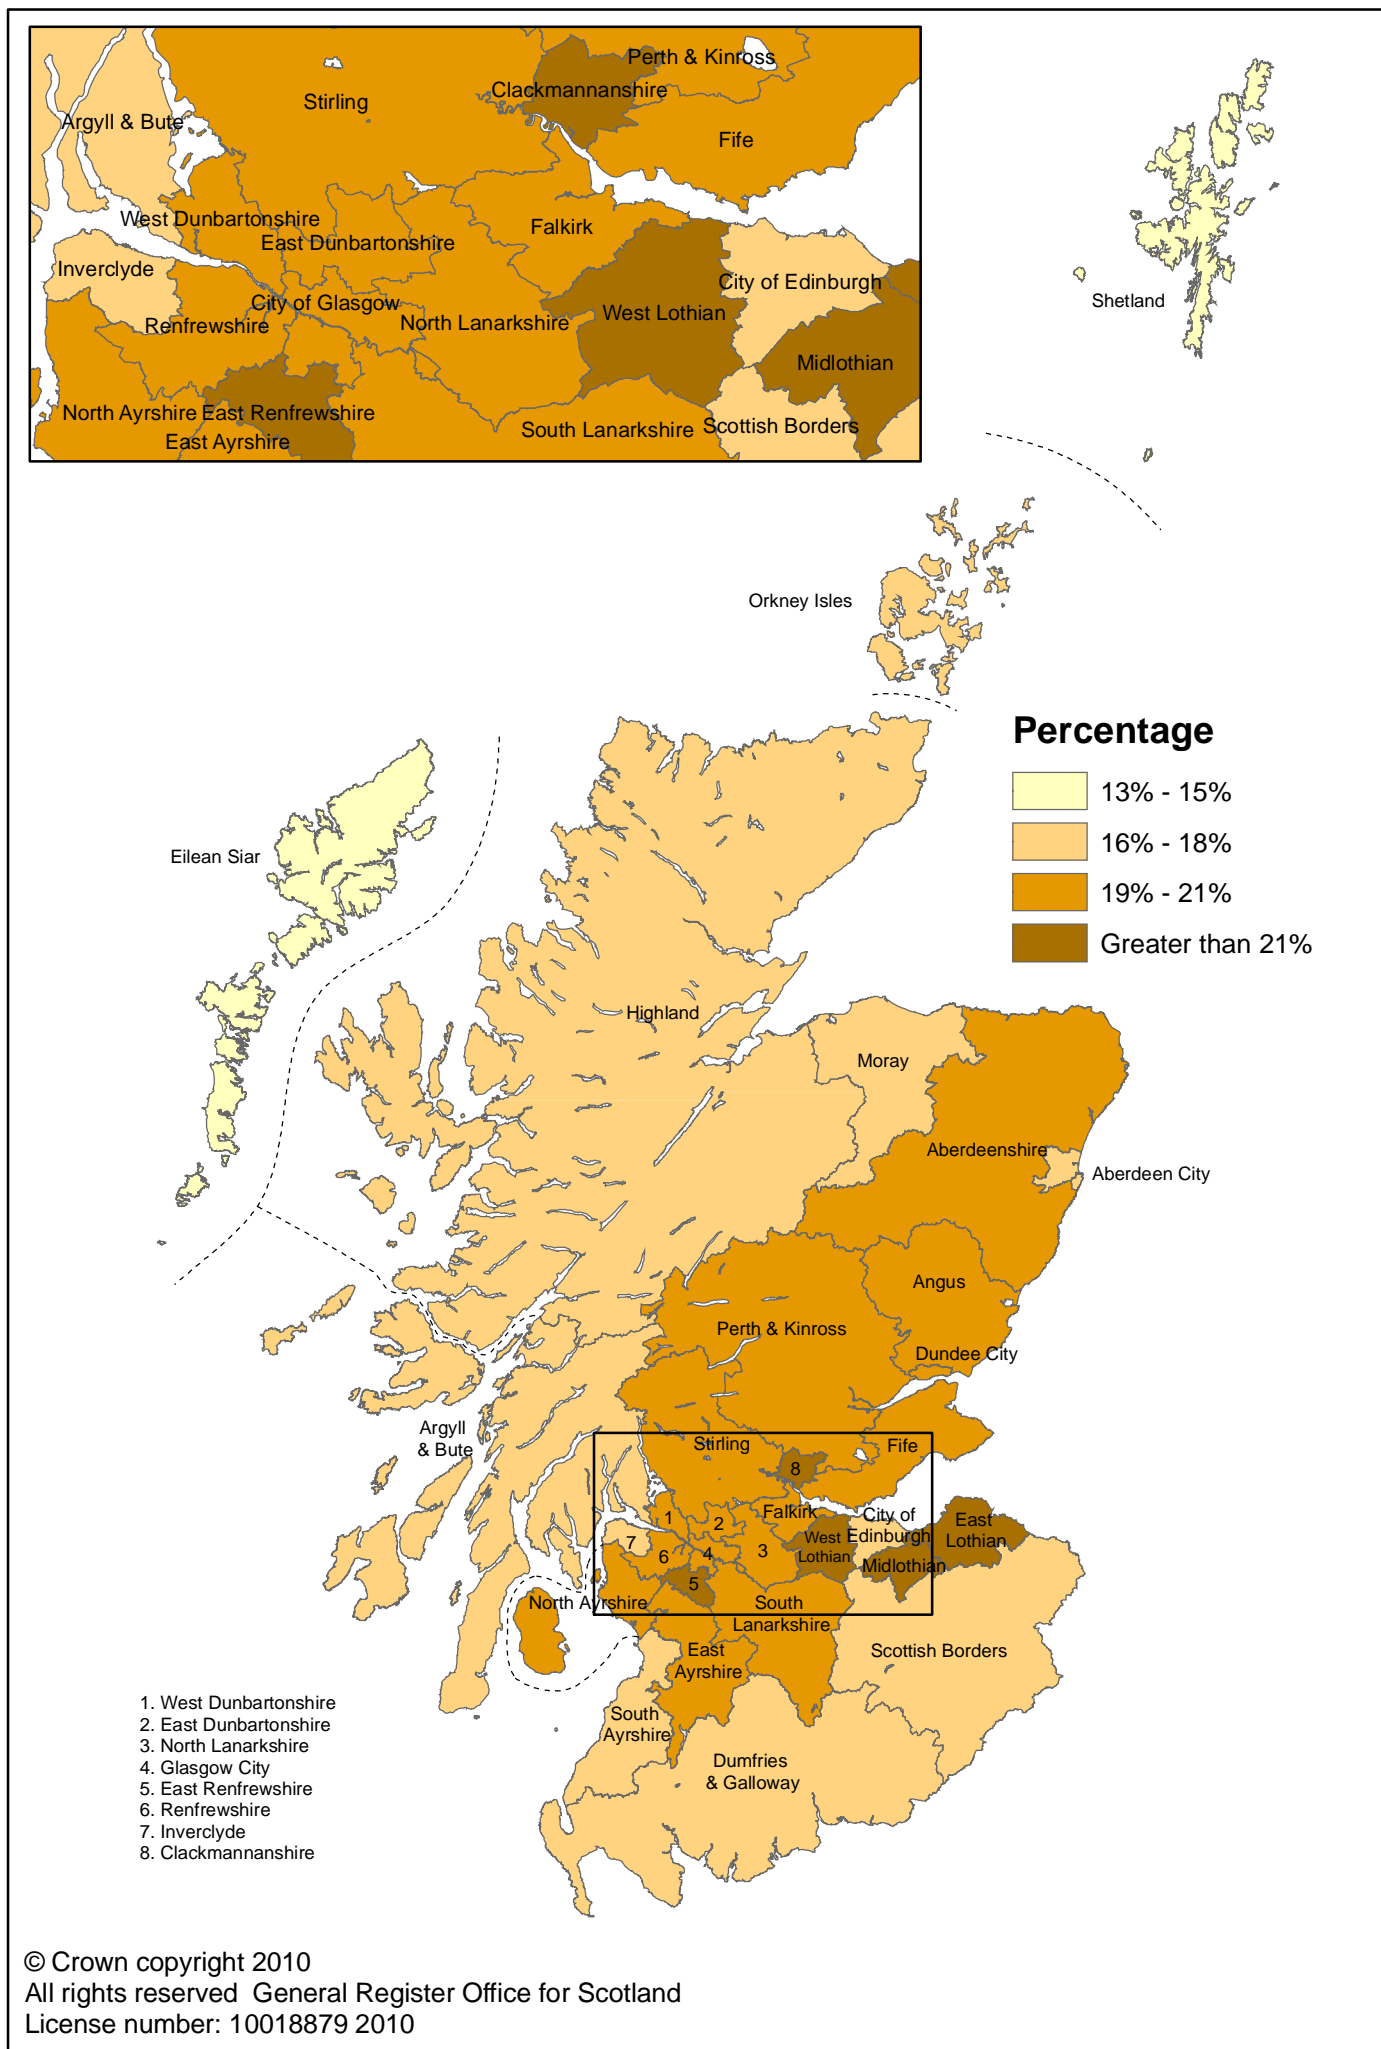 Perth & Kinross
Clackmannanshire
Stirling
Argyll & Bute
Fife
West Dunbartonshire
East Dunbartonshire
Falkirk
Inverclyde
City of Edinburgh
City of Glasgow
West Lothian
Renfrewshire
North Lanarkshire
Midlothian
North Ayrshire
East Renfrewshire
South Lanarkshire
Scottish Borders
East Ayrshire
Shetland
Orkney Isles
Percentage
13% - 15%
16% - 18%
19% - 21%
Greater than 21%
Eilean Siar
Highland
Moray
Aberdeenshire
Aberdeen City
Angus
Perth & Kinross
Dundee City
Argyll
& Bute
Stirling
Fife
8
Falkirk
City of
Edinburgh
East
Lothian
1
2
West
Lothian
7
6
4
3
Midlothian
5
North Ayrshire
South
Lanarkshire
East
Ayrshire
Scottish Borders
South
Ayrshire
Dumfries
& Galloway
1. West Dunbartonshire
2. East Dunbartonshire
3. North Lanarkshire
4. Glasgow City
5. East Renfrewshire
6. Renfrewshire
7. Inverclyde
8. Clackmannanshire
© Crown copyright 2010
All rights reserved  General Register Office for Scotland
License number: 10018879 2010